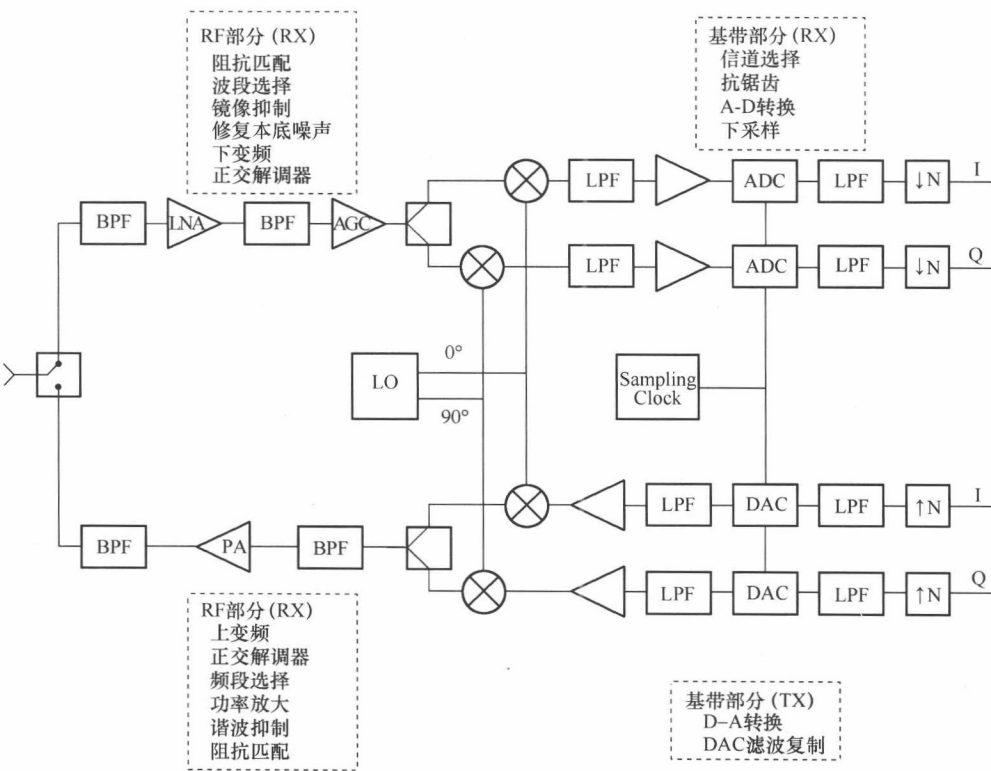 RF部分 (RX)
阻抗匹配
波段选择
镜像抑制
修复本底噪声
下变频
正交解调器
基带部分 (RX)
信道选择
抗锯齿
A-D转换
下采样
LPF ADC LPF ↓N I
BPF LNA BPF AGC
LPF ADC LPF ↓N Q
LO 0° 90°
Sampling
Clock
LPF DAC LPF ↑N I
BPF PA BPF
LPF DAC LPF ↑N Q
RF部分 (RX)
上变频
正交解调器
频段选择
功率放大
谐波抑制
阻抗匹配
基带部分 (TX)
D–A转换
DAC滤波复制